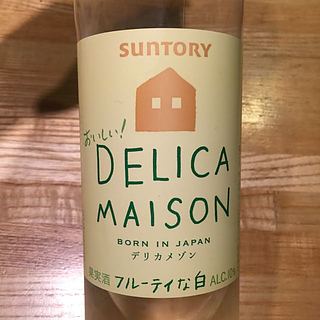 SUNTORY
おいしい!
DELICA
MAISON
BORN IN JAPAN
デリカメゾン
果実酒 フルーティな白 ALC.10%